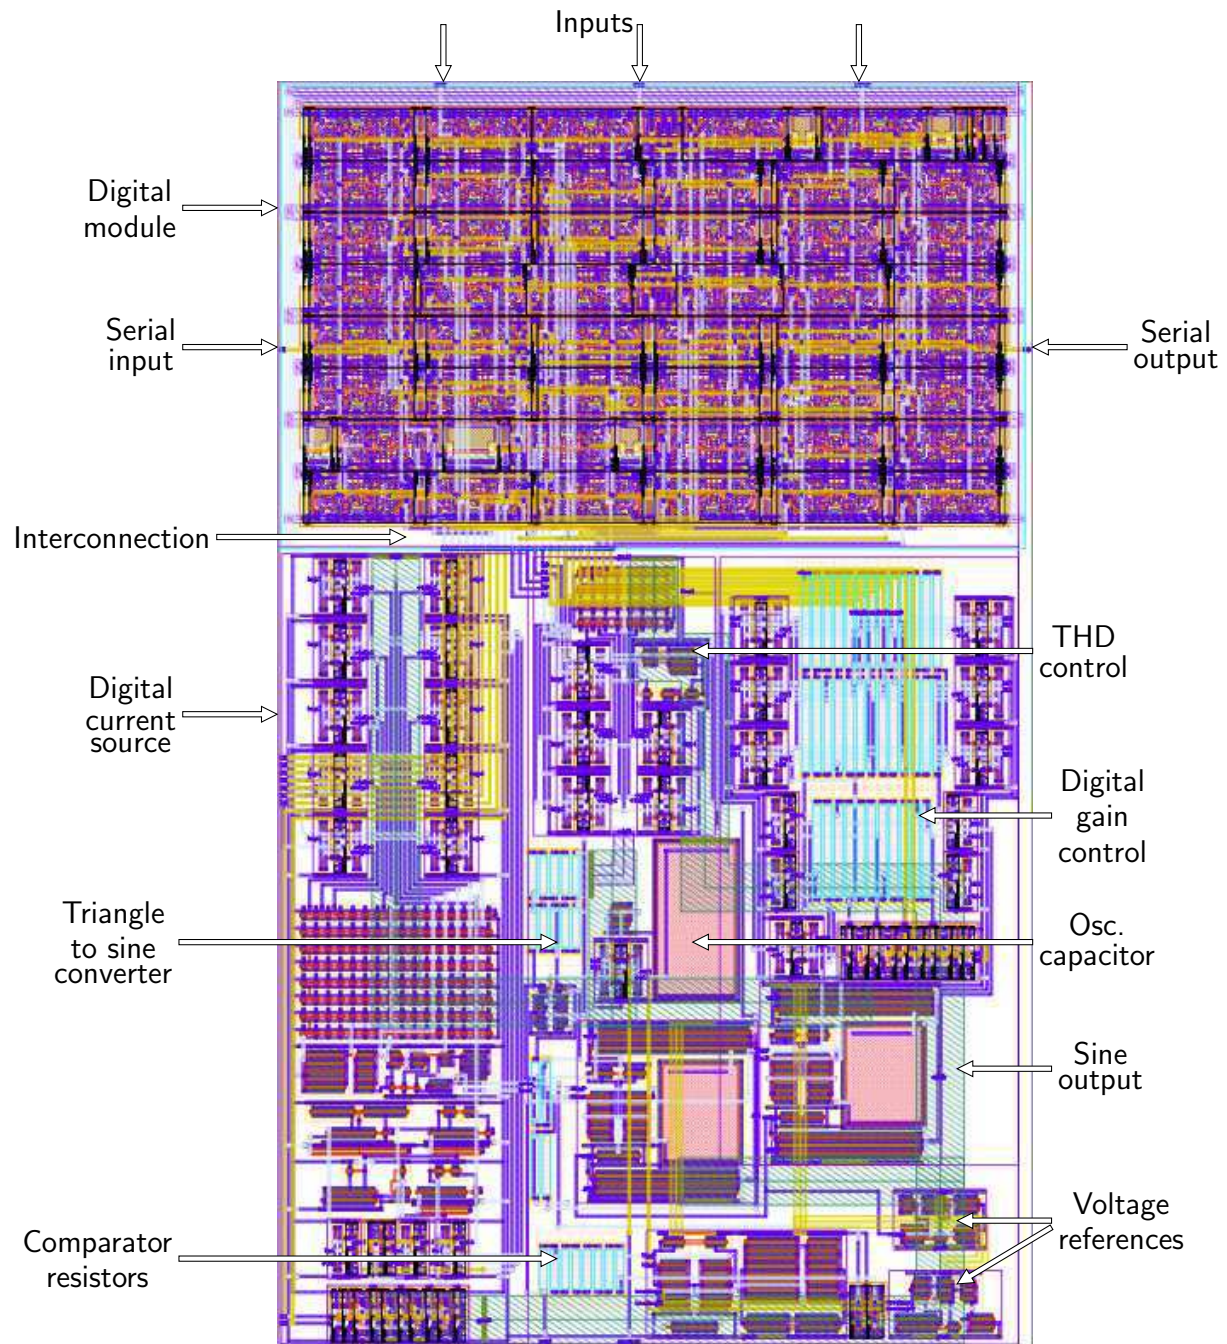 Inputs
Digital
module
Serial
input
Serial
output
Interconnection
THD
control
Digital
current
source
Digital
gain
control
Triangle
to sine
converter
Osc.
capacitor
Sine
output
Voltage
references
Comparator
resistors